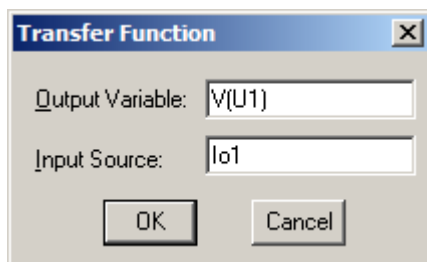 Transfer Function
Output Variable: V(U1)
Input Source: Io1
OK Cancel